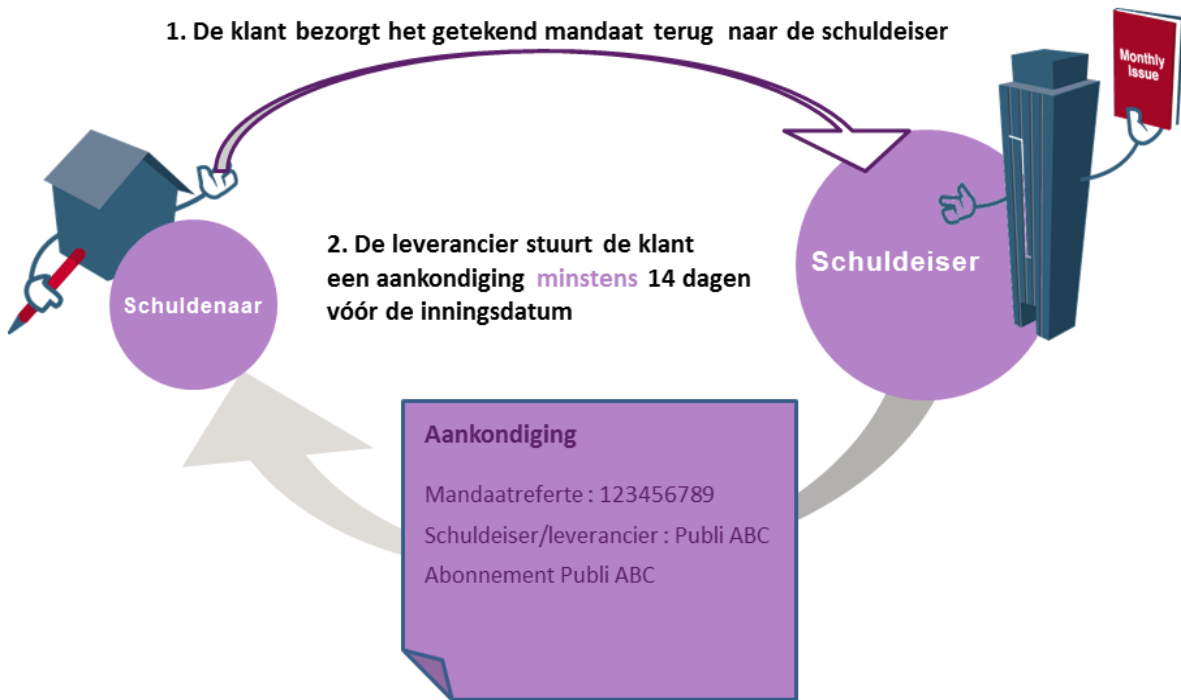 1. De klant bezorgt het getekend mandaat terug naar de schuldeiser
Monthly
Issue
2. De leverancier stuurt de klant
een aankondiging minstens 14 dagen
vóór de inningsdatum
Schuldenaar
Schuldeiser
Aankondiging
Mandaatreferte : 123456789
Schuldeiser/leverancier : Publi ABC
Abonnement Publi ABC